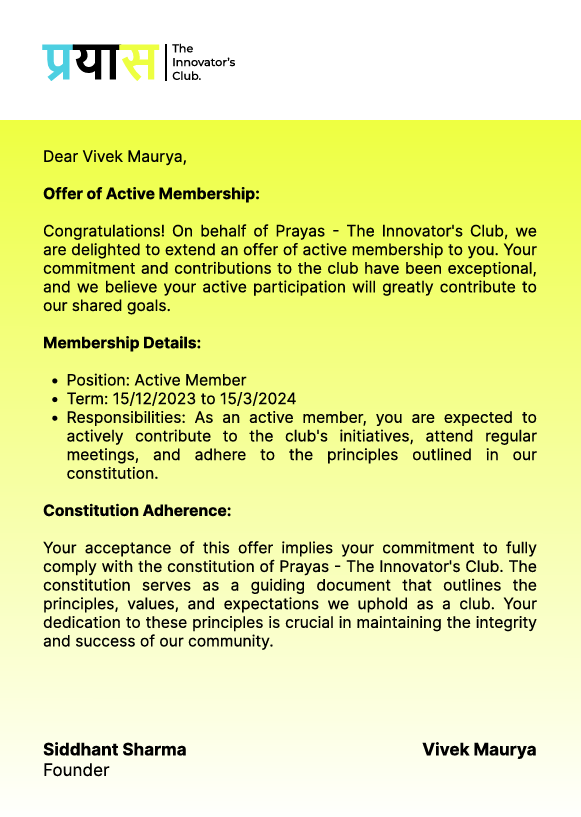 प्रयास
The
Innovator's
Club.
Dear Vivek Maurya,
Offer of Active Membership:
Congratulations! On behalf of Prayas - The Innovator's Club, we
are delighted to extend an offer of active membership to you. Your
commitment and contributions to the club have been exceptional,
and we believe your active participation will greatly contribute to
our shared goals.
Membership Details:
• Position: Active Member
• Term: 15/12/2023 to 15/3/2024
• Responsibilities: As an active member, you are expected to
actively contribute to the club's initiatives, attend regular
meetings, and adhere to the principles outlined in our
constitution.
Constitution Adherence:
Your acceptance of this offer implies your commitment to fully
comply with the constitution of Prayas - The Innovator's Club. The
constitution serves as a guiding document that outlines the
principles, values, and expectations we uphold as a club. Your
dedication to these principles is crucial in maintaining the integrity
and success of our community.
Siddhant Sharma
Founder
Vivek Maurya